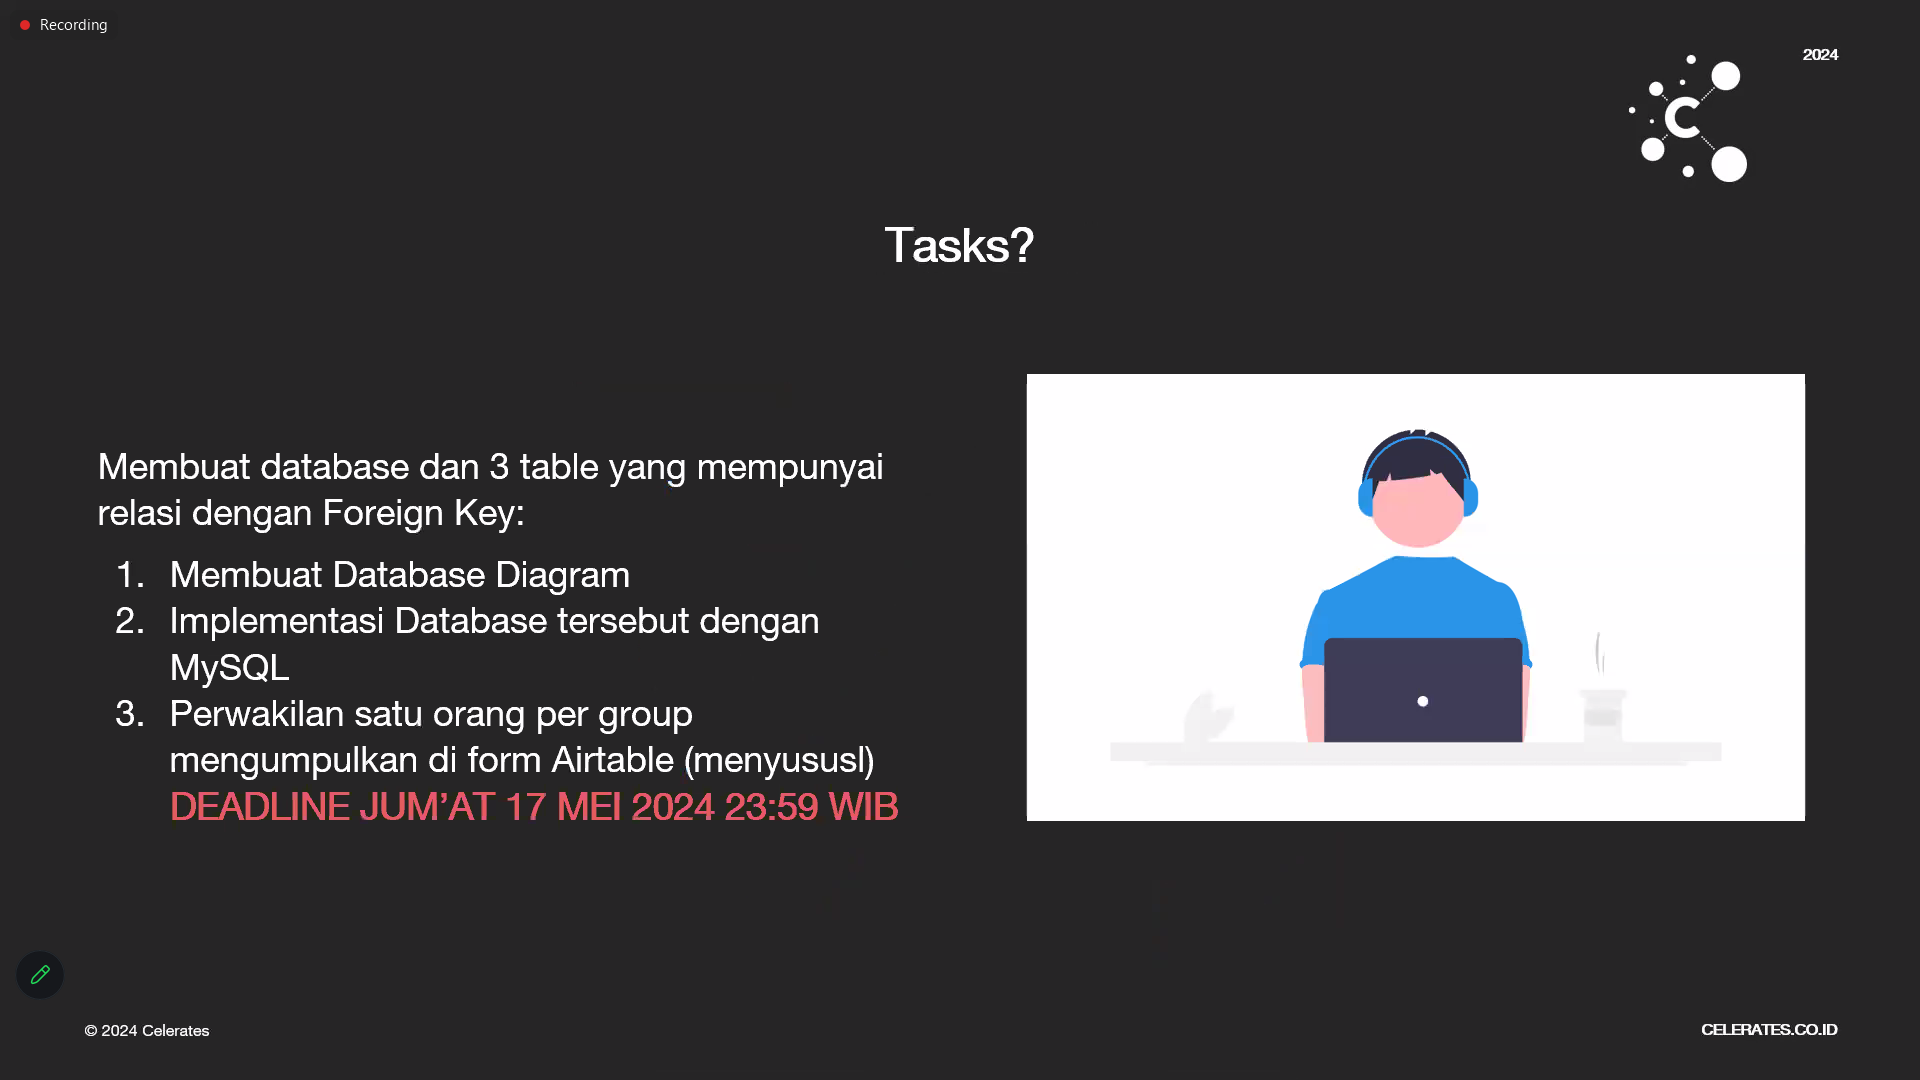 Recording
2024
C
Tasks?
Membuat database dan 3 table yang mempunyai
relasi dengan Foreign Key:
1. Membuat Database Diagram
2. Implementasi Database tersebut dengan
MySQL
3. Perwakilan satu orang per group
mengumpulkan di form Airtable (menyususl)
DEADLINE JUM’AT 17 MEI 2024 23:59 WIB
© 2024 Celerates
CELERATES.CO.ID